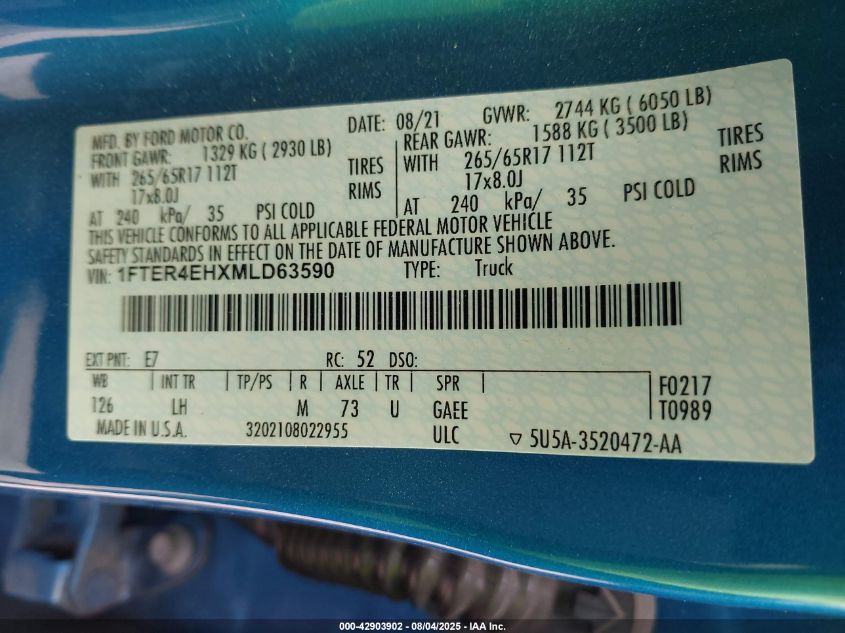 MFD. BY FORD MOTOR CO. DATE: 08/21 GVWR: 2744 KG ( 6050 LB)
FRONT GAWR: 1329 KG ( 2930 LB) REAR GAWR: 1588 KG ( 3500 LB)
WITH 265/65R17 112T TIRES WITH 265/65R17 112T TIRES
17x8.0J RIMS 17x8.0J RIMS
AT 240 kPa/ 35 PSI COLD AT 240 kPa/ 35 PSI COLD
THIS VEHICLE CONFORMS TO ALL APPLICABLE FEDERAL MOTOR VEHICLE
SAFETY STANDARDS IN EFFECT ON THE DATE OF MANUFACTURE SHOWN ABOVE.
VIN: 1FTER4EHXMLD63590 TYPE: Truck
EXT PNT: E7 RC: 52 DSO:
WB INT TR TP/PS R AXLE TR SPR F0217
126 LH M 73 U GAEE T0989
MADE IN U.S.A. 3202108022955 ULC ▽ 5U5A-3520472-AA
000-42903902 - 08/04/2025 - IAA Inc.